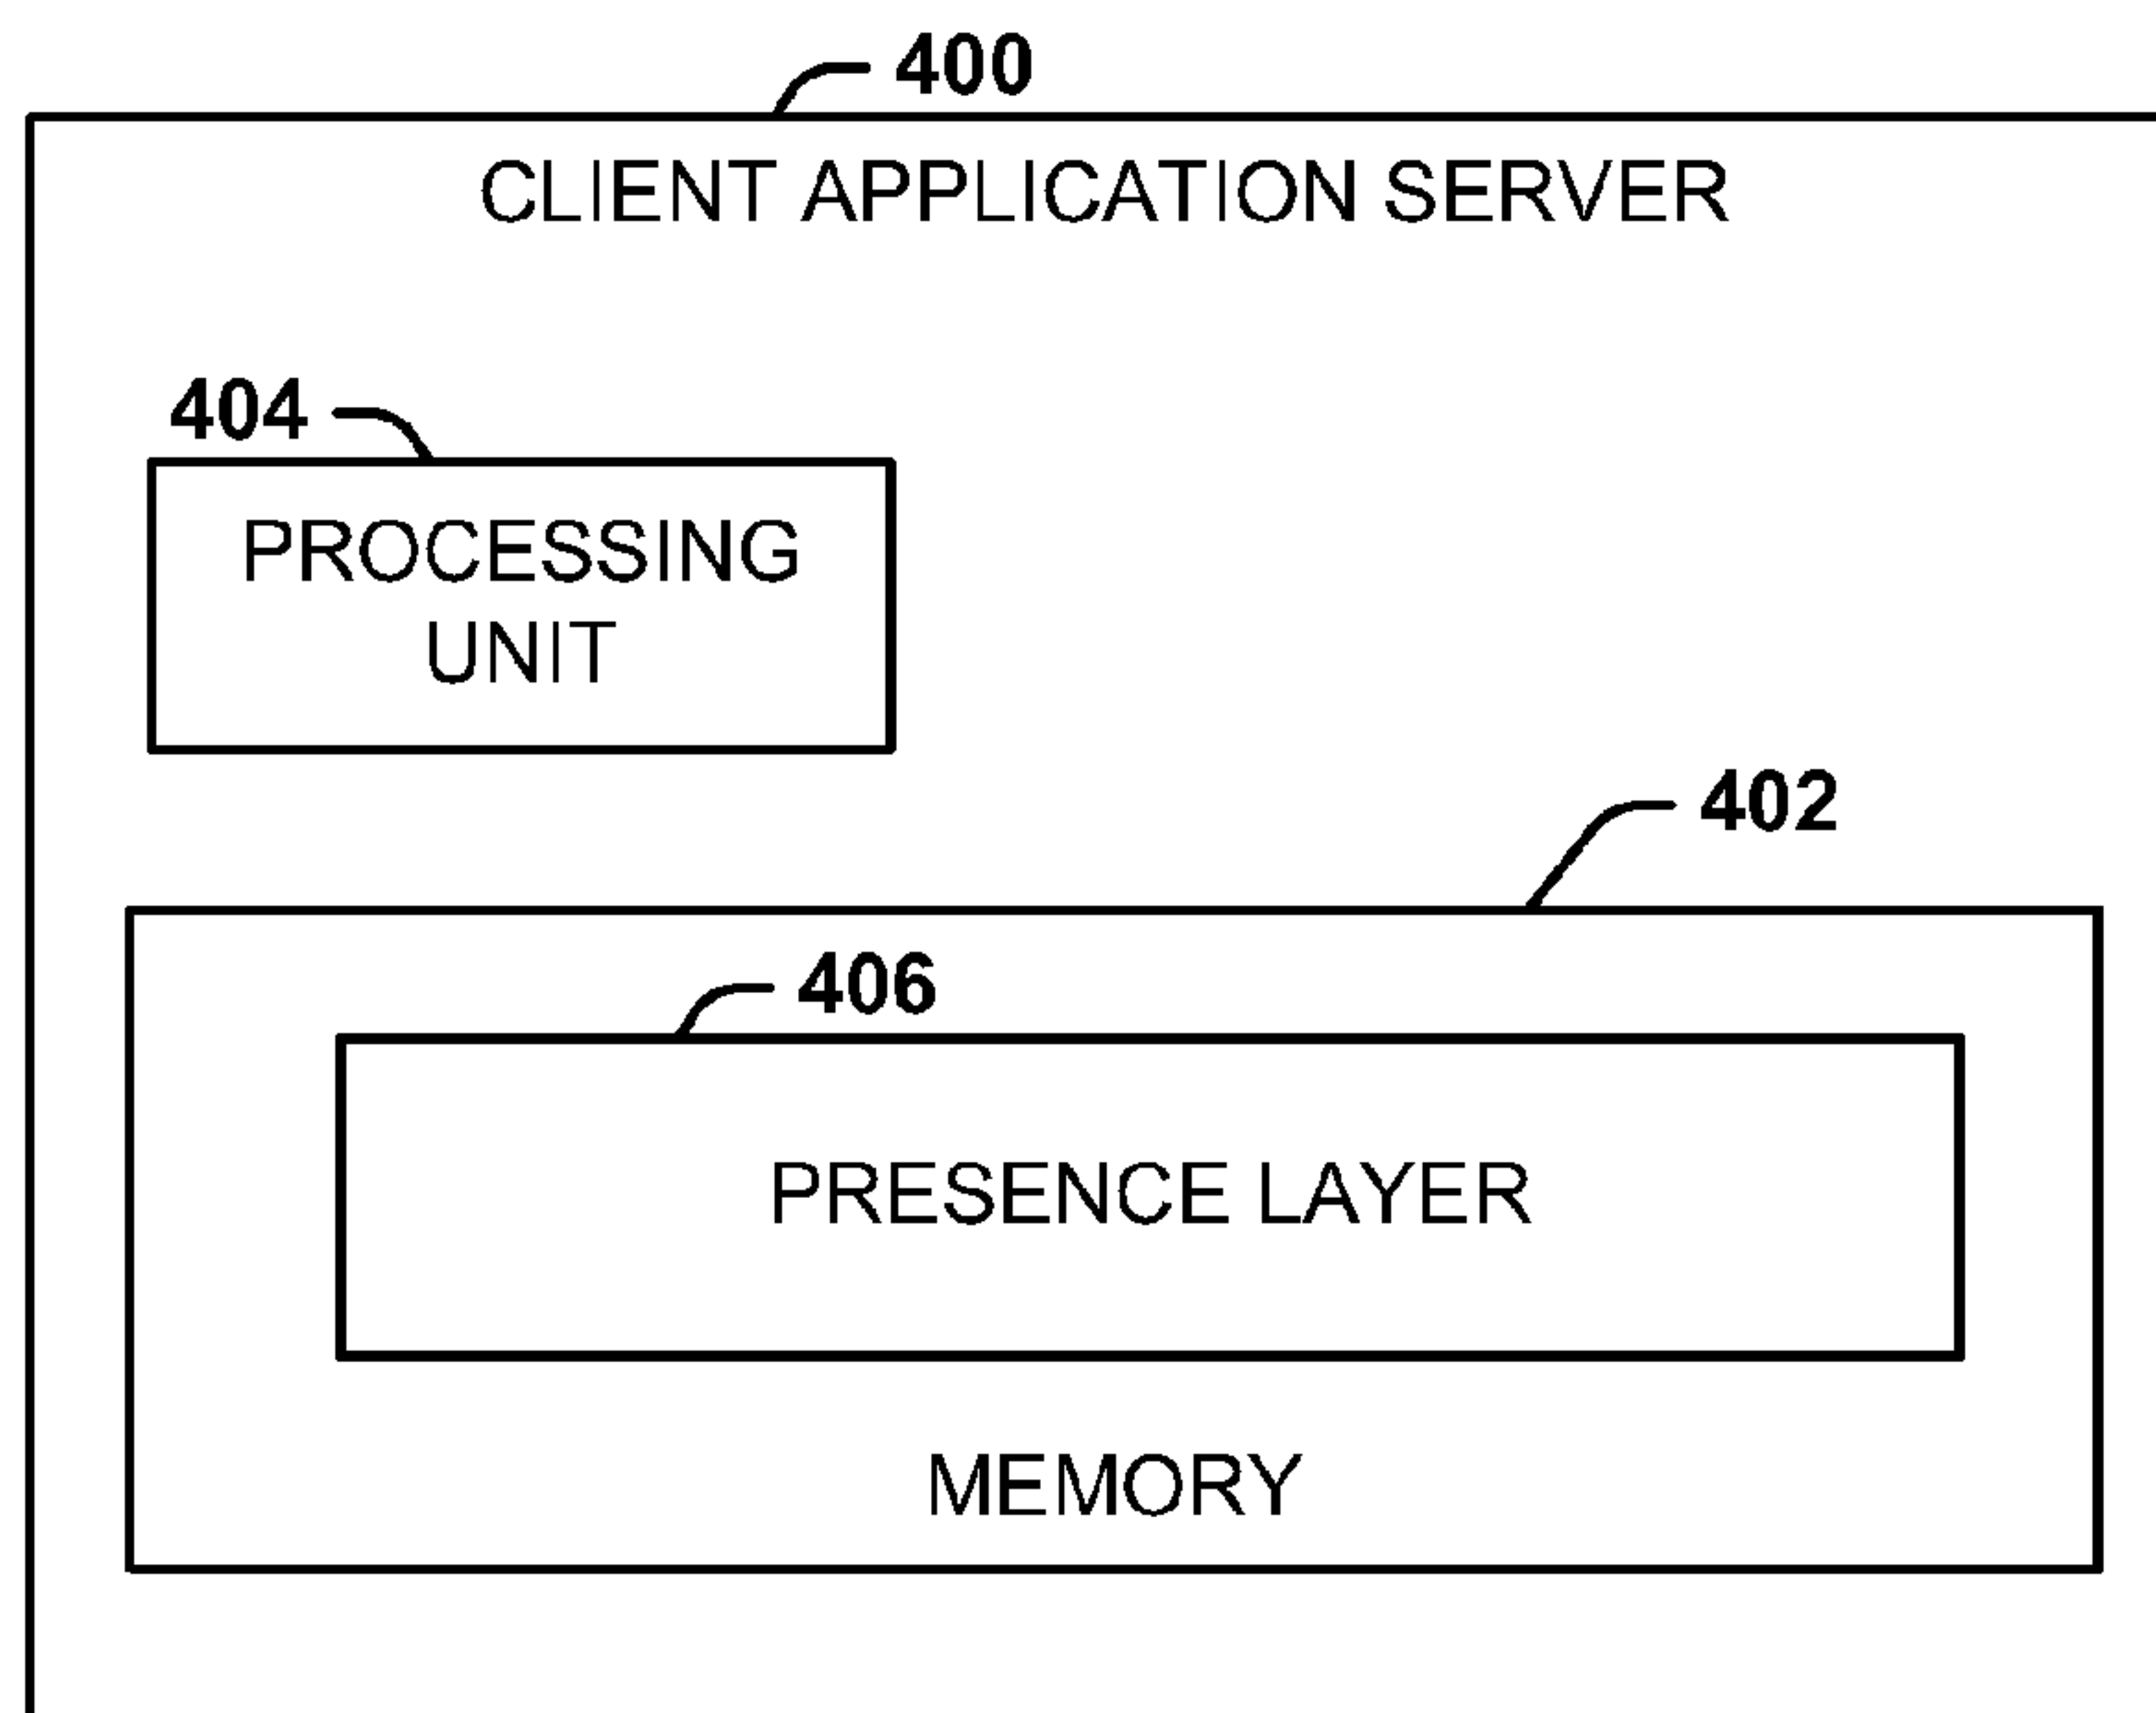 400
CLIENT APPLICATION SERVER
404
PROCESSING
UNIT
402
406
PRESENCE LAYER
MEMORY